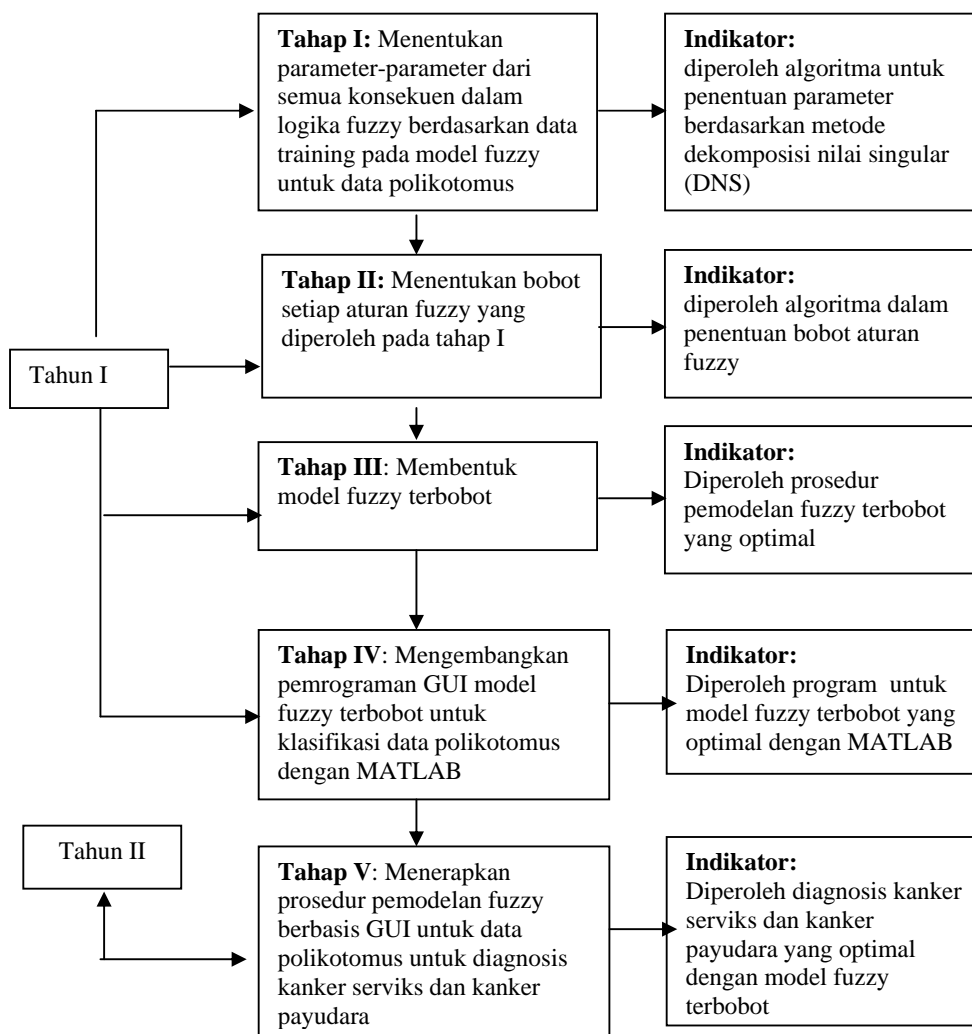 Tahap I: Menentukan
parameter-parameter dari
semua konsekuen dalam
logika fuzzy berdasarkan data
training pada model fuzzy
untuk data polikotomus
Indikator:
diperoleh algoritma untuk
penentuan parameter
berdasarkan metode
dekomposisi nilai singular
(DNS)
Tahap II: Menentukan bobot
setiap aturan fuzzy yang
diperoleh pada tahap I
Indikator:
diperoleh algoritma dalam
penentuan bobot aturan
fuzzy
Tahun I
Tahap III: Membentuk
model fuzzy terbobot
Indikator:
Diperoleh prosedur
pemodelan fuzzy terbobot
yang optimal
Tahap IV: Mengembangkan
pemrograman GUI model
fuzzy terbobot untuk
klasifikasi data polikotomus
dengan MATLAB
Indikator:
Diperoleh program untuk
model fuzzy terbobot yang
optimal dengan MATLAB
Tahun II
Tahap V: Menerapkan
prosedur pemodelan fuzzy
berbasis GUI untuk data
polikotomus untuk diagnosis
kanker serviks dan kanker
payudara
Indikator:
Diperoleh diagnosis kanker
serviks dan kanker
payudara yang optimal
dengan model fuzzy
terbobot